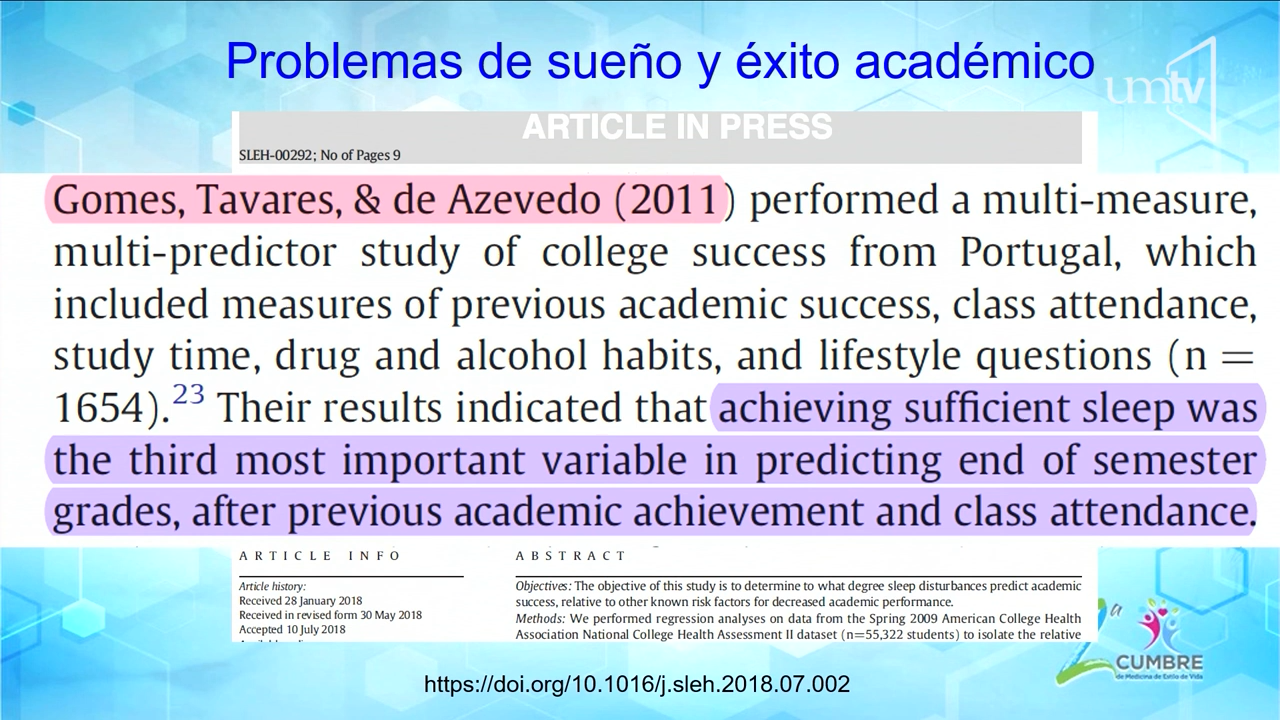 Problemas de sueño y éxito académico
umtv
ARTICLE IN PRESS
SLEH-00292; No of Pages 9
Gomes, Tavares, & de Azevedo (2011) performed a multi-measure,
multi-predictor study of college success from Portugal, which
included measures of previous academic success, class attendance,
study time, drug and alcohol habits, and lifestyle questions (n =
1654).23 Their results indicated that achieving sufficient sleep was
the third most important variable in predicting end of semester
grades, after previous academic achievement and class attendance.
ARTICLE INFO
Article history:
Received 28 January 2018
Received in revised form 30 May 2018
Accepted 10 July 2018
ABSTRACT
Objectives: The objective of this study is to determine to what degree sleep disturbances predict academic
success, relative to other known risk factors for decreased academic performance.
Methods: We performed regression analyses on data from the Spring 2009 American College Health
Association National College Health Assessment II dataset (n=55,322 students) to isolate the relative
a
CUMBRE
de Medicina de Estilo de Vida
https://doi.org/10.1016/j.sleh.2018.07.002